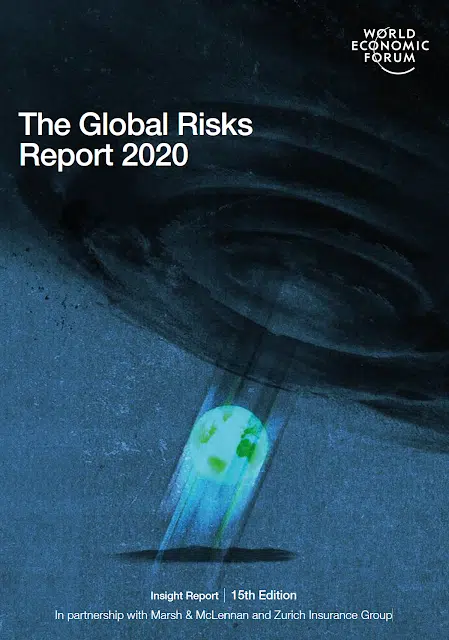 WORLD
ECONOMIC
FORUM
The Global Risks
Report 2020
Insight Report | 15th Edition
In partnership with Marsh & McLennan and Zurich Insurance Group